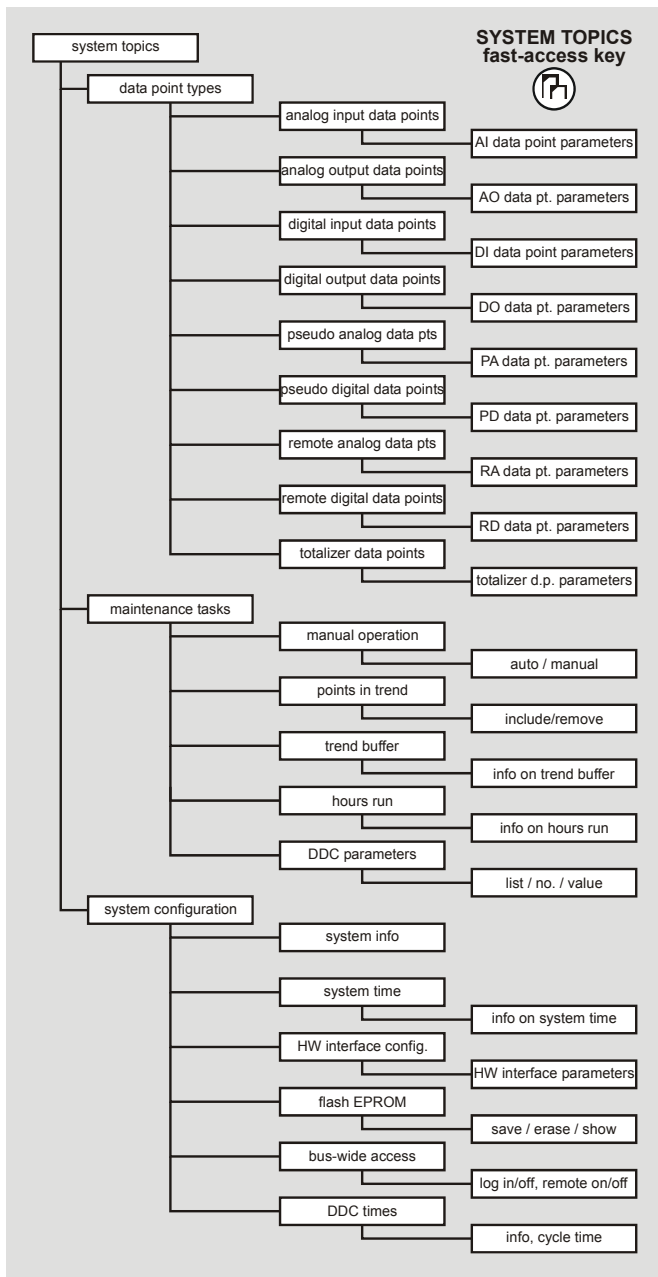 system topics
SYSTEM TOPICS
fast-access key
data point types
analog input data points
AI data point parameters
analog output data points
AO data pt. parameters
digital input data points
DI data point parameters
digital output data points
DO data pt. parameters
pseudo analog data pts
PA data pt. parameters
pseudo digital data points
PD data pt. parameters
remote analog data pts
RA data pt. parameters
remote digital data points
RD data pt. parameters
totalizer data points
totalizer d.p. parameters
maintenance tasks
manual operation
auto / manual
points in trend
include/remove
trend buffer
info on trend buffer
hours run
info on hours run
DDC parameters
list / no. / value
system configuration
system info
system time
info on system time
HW interface config.
HW interface parameters
flash EPROM
save / erase / show
bus-wide access
log in/off, remote on/off
DDC times
info, cycle time